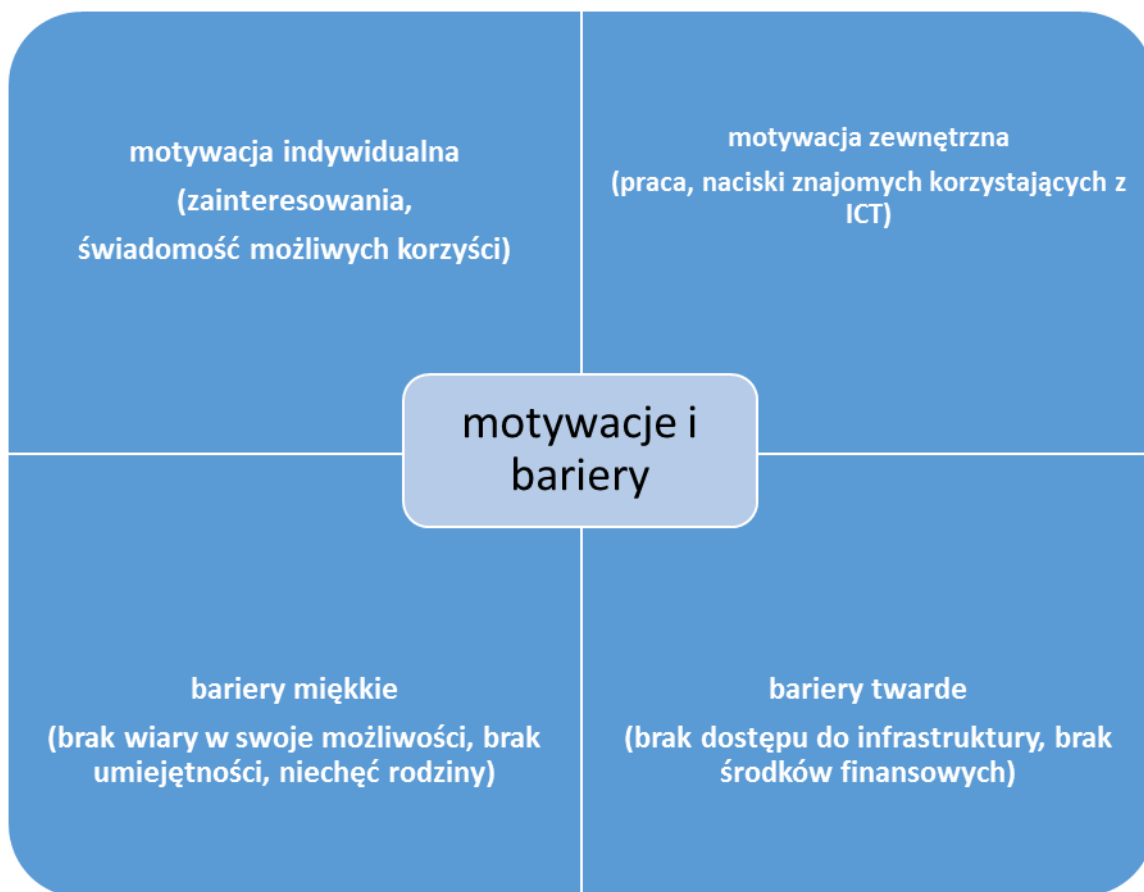 motywacja indywidualna
(zainteresowania,
świadomość możliwych korzyści)
motywacja zewnętrzna
(praca, naciski znajomych korzystających z
ICT)
motywacje i
bariery
bariery miękkie
(brak wiary w swoje możliwości, brak
umiejętności, niechęć rodziny)
bariery twarde
(brak dostępu do infrastruktury, brak
środków finansowych)